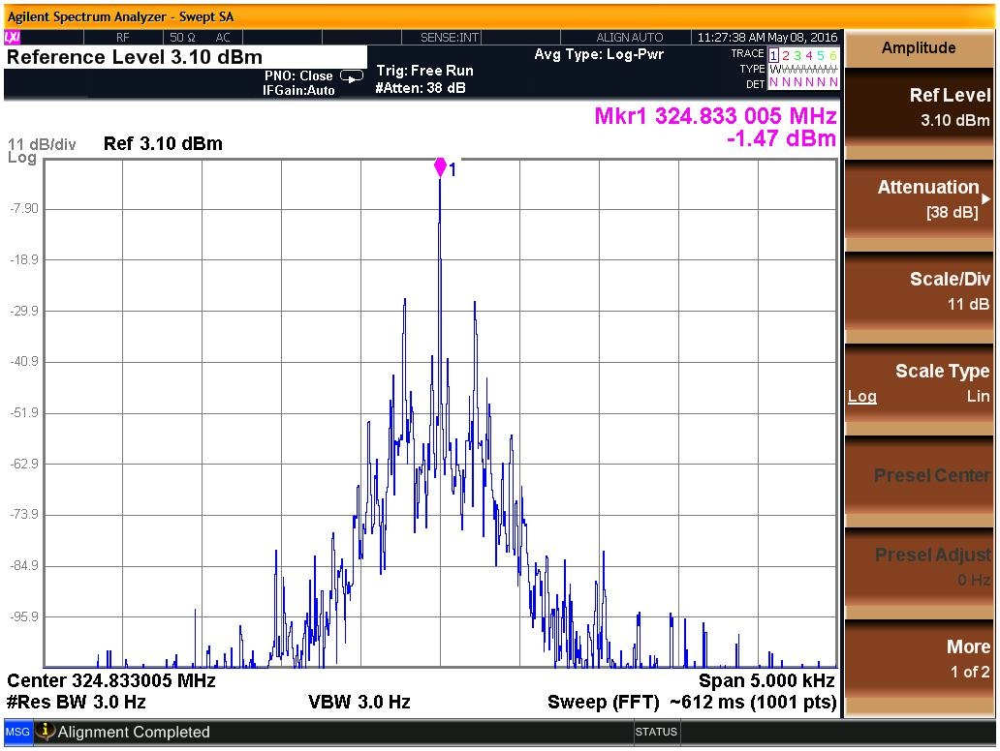 Agilent Spectrum Analyzer - Swept SA
LXI RF 50 Ω AC SENSE:INT ALIGN AUTO 11:27:38 AM May 08, 2016
Reference Level 3.10 dBm
PNO: Close
IFGain:Auto
Trig: Free Run
#Atten: 38 dB
Avg Type: Log-Pwr
TRACE 1 2 3 4 5 6
TYPE W
DET N N N N N N
Mkr1 324.833 005 MHz
-1.47 dBm
11 dB/div Ref 3.10 dBm
Log
1
-7.90
-18.9
-29.9
-40.9
-51.9
-62.9
-73.9
-84.9
-95.9
Center 324.833005 MHz Span 5.000 kHz
#Res BW 3.0 Hz VBW 3.0 Hz Sweep (FFT) ~612 ms (1001 pts)
MSG i Alignment Completed STATUS
Amplitude
Ref Level
3.10 dBm
Attenuation
[38 dB]
Scale/Div
11 dB
Scale Type
Log Lin
Presel Center
Presel Adjust
0 Hz
More
1 of 2